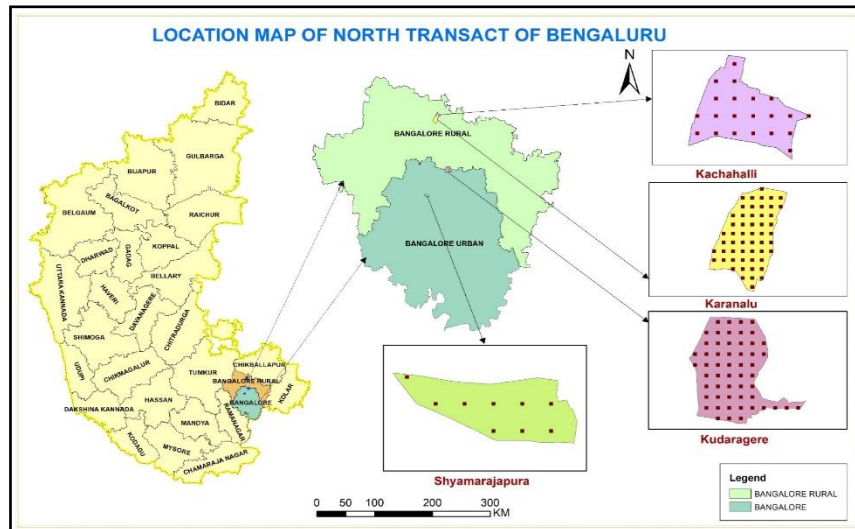 LOCATION MAP OF NORTH TRANSACT OF BENGALURU
N
BIDAR
GULBARGA
BIJAPUR
BAGALKOT
BELGAUM
RAICHUR
KOPPAL
GADAG
DHARWAD
BELLARY
UTTARA KANNADA
HAVERI
DAVANAGERE
CHITRADURGA
SHIMOGA
UDUPI
CHIKMAGALUR
TUMKUR
CHIKBALLAPUR
BANGALORE RURAL
KOLAR
BANGALORE
HASSAN
DAKSHINA KANNADA
MANDYA
RAMANAGAR
KODAGU
MYSORE
CHAMARAJA NAGAR
BANGALORE RURAL
BANGALORE URBAN
Kachahalli
Karanalu
Kudaragere
Shyamarajapura
0 50 100 200 300
KM
Legend
BANGALORE RURAL
BANGALORE